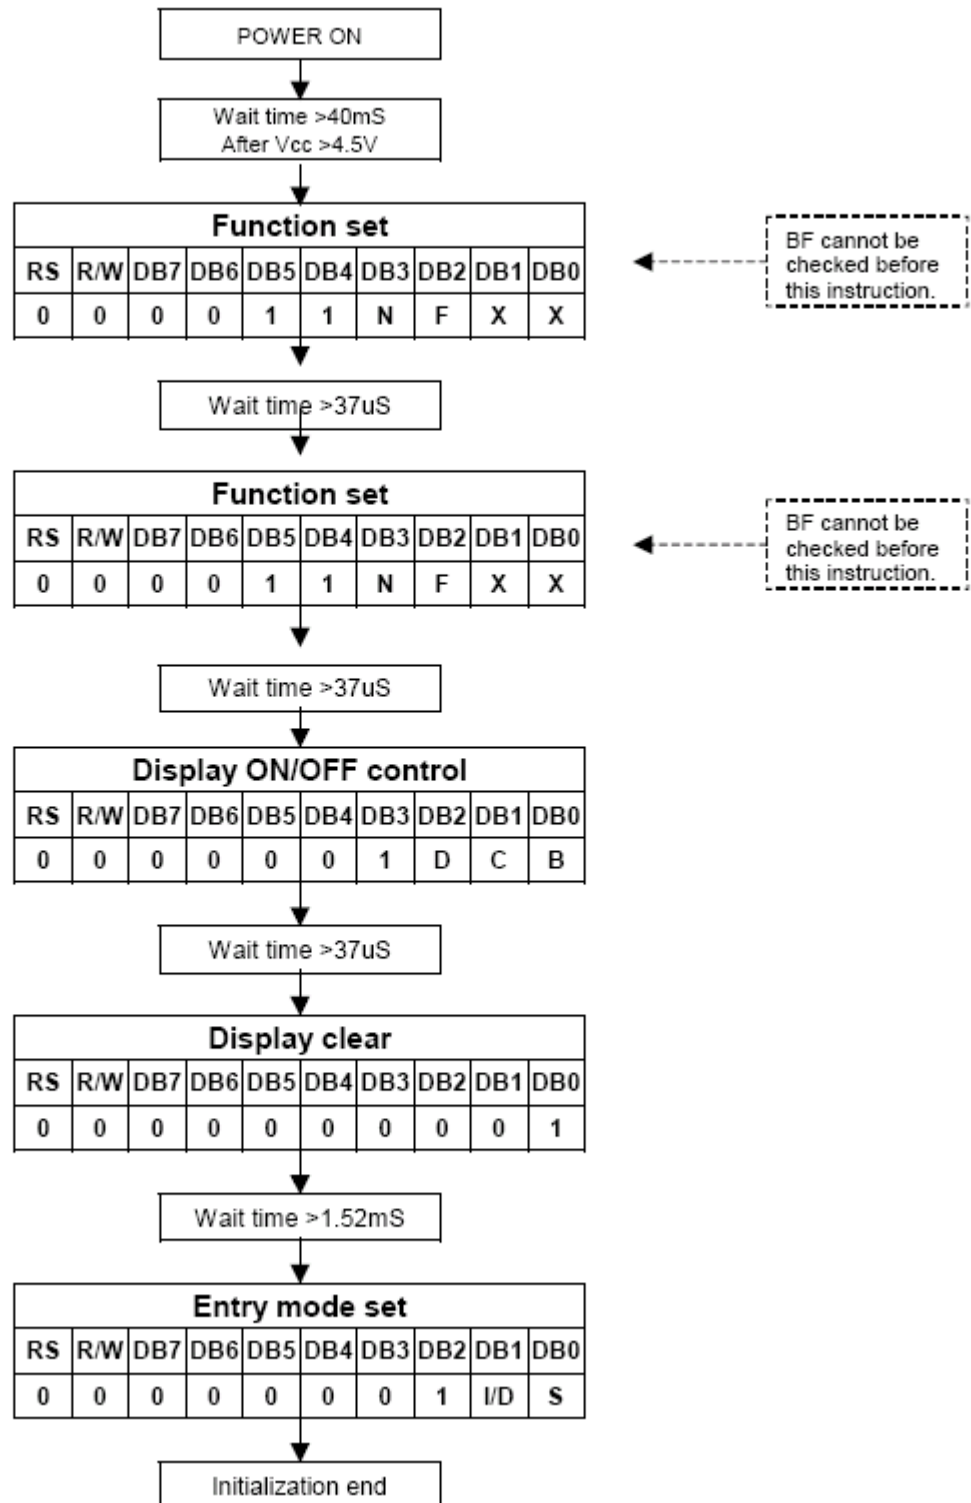 POWER ON
Wait time >40mS
After Vcc >4.5V
Function set
RS R/W DB7 DB6 DB5 DB4 DB3 DB2 DB1 DB0
0 0 0 0 1 1 N F X X
BF cannot be
checked before
this instruction.
Wait time >37uS
Function set
RS R/W DB7 DB6 DB5 DB4 DB3 DB2 DB1 DB0
0 0 0 0 1 1 N F X X
BF cannot be
checked before
this instruction.
Wait time >37uS
Display ON/OFF control
RS R/W DB7 DB6 DB5 DB4 DB3 DB2 DB1 DB0
0 0 0 0 0 0 1 D C B
Wait time >37uS
Display clear
RS R/W DB7 DB6 DB5 DB4 DB3 DB2 DB1 DB0
0 0 0 0 0 0 0 0 0 1
Wait time >1.52mS
Entry mode set
RS R/W DB7 DB6 DB5 DB4 DB3 DB2 DB1 DB0
0 0 0 0 0 0 0 1 I/D S
Initialization end